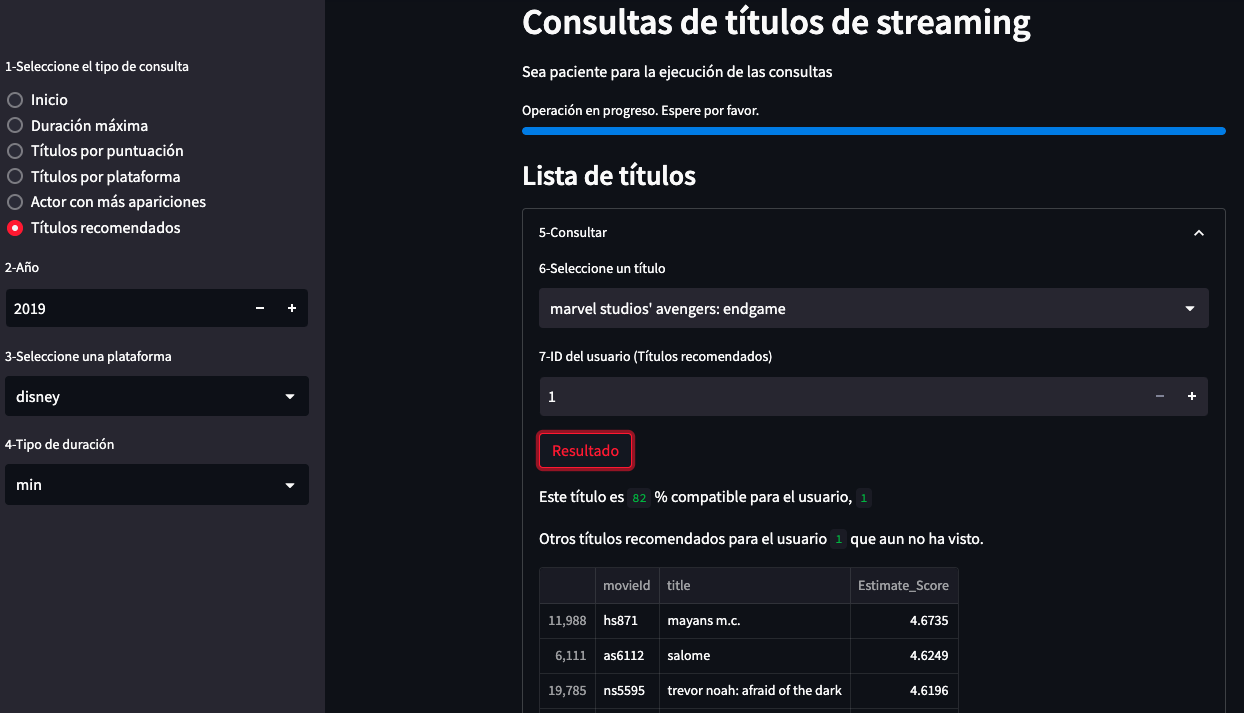 1-Seleccione el tipo de consulta
Inicio
Duración máxima
Títulos por puntuación
Títulos por plataforma
Actor con más apariciones
Títulos recomendados
2-Año
2019 − +
3-Seleccione una plataforma
disney
4-Tipo de duración
min
Consultas de títulos de streaming
Sea paciente para la ejecución de las consultas
Operación en progreso. Espere por favor.
Lista de títulos
5-Consultar
6-Seleccione un título
marvel studios' avengers: endgame
7-ID del usuario (Títulos recomendados)
1 − +
Resultado
Este título es 82 % compatible para el usuario, 1
Otros títulos recomendados para el usuario 1 que aun no ha visto.
movieId title Estimate_Score
11,988 hs871 mayans m.c. 4.6735
6,111 as6112 salome 4.6249
19,785 ns5595 trevor noah: afraid of the dark 4.6196